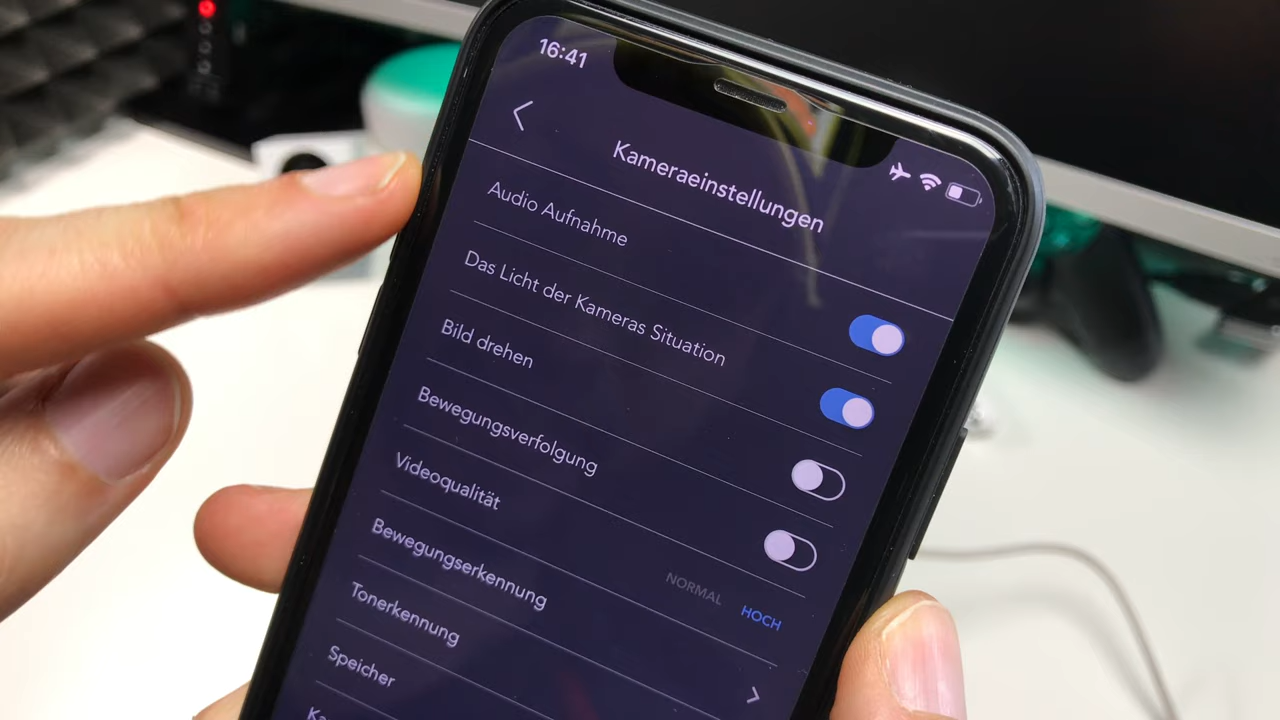 16:41
Kameraeinstellungen
Audio Aufnahme
Das Licht der Kameras Situation
Bild drehen
Bewegungsverfolgung
Videoqualität
NORMAL HOCH
Bewegungserkennung
Tonerkennung
Speicher